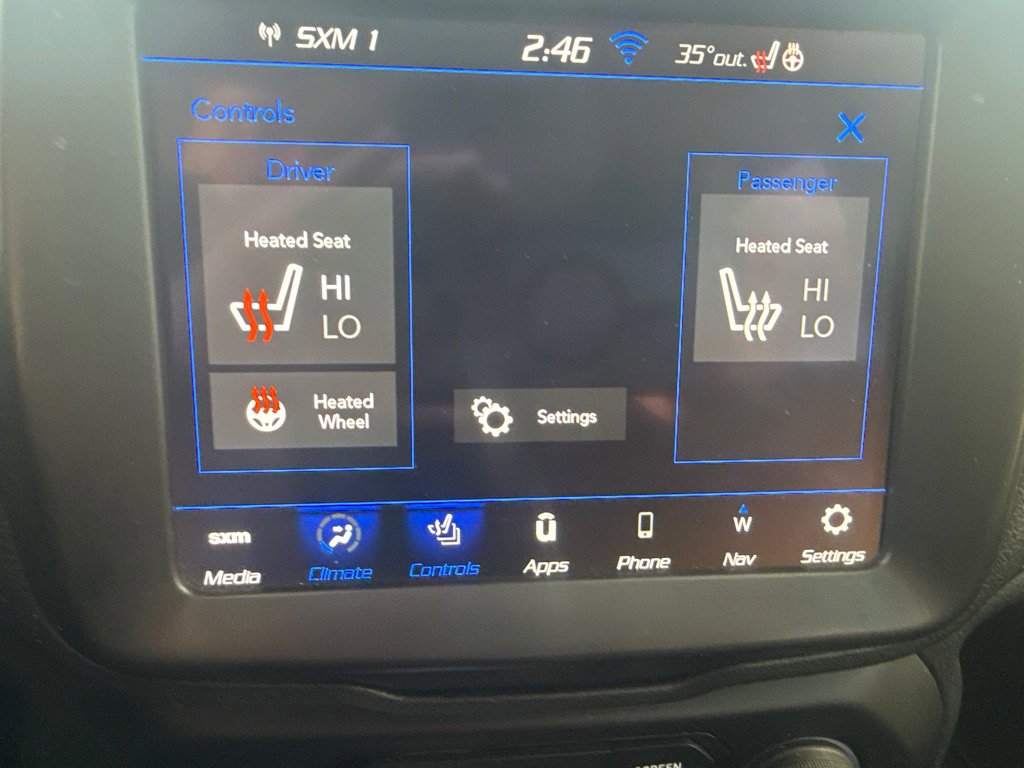 SXM 1
2:46
35°out.
Controls
X
Driver
Heated Seat
HI
LO
Heated
Wheel
Settings
Passenger
Heated Seat
HI
LO
sxm
Media
Climate
Controls
u
Apps
Phone
W
Nav
Settings